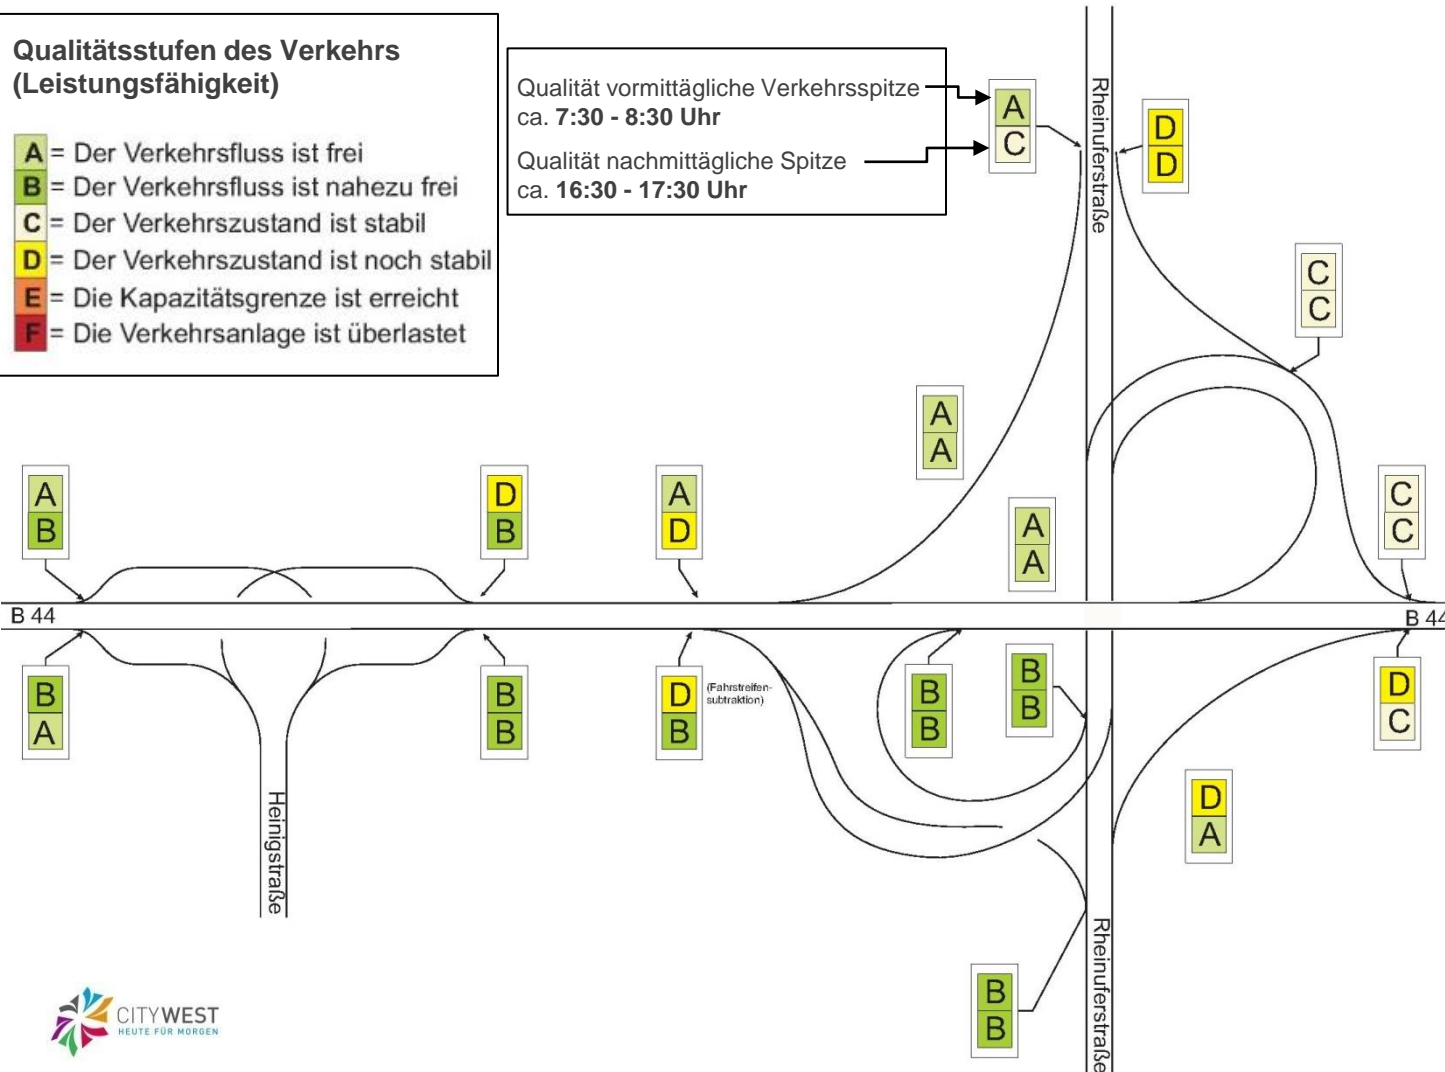 Qualitätsstufen des Verkehrs
(Leistungsfähigkeit)
A = Der Verkehrsfluss ist frei
B = Der Verkehrsfluss ist nahezu frei
C = Der Verkehrszustand ist stabil
D = Der Verkehrszustand ist noch stabil
E = Die Kapazitätsgrenze ist erreicht
F = Die Verkehrsanlage ist überlastet
Qualität vormittägliche Verkehrsspitze
ca. 7:30 - 8:30 Uhr
Qualität nachmittägliche Spitze
ca. 16:30 - 17:30 Uhr
A
C
Rheinuferstraße
D
D
C
C
A
A
A
B
D
B
A
D
A
A
C
C
B 44
B 44
B
A
B
B
D
B
(Fahrstreifen-
subtraktion)
B
B
B
B
D
C
D
A
Heinigstraße
Rheinuferstraße
B
B
CITYWEST
HEUTE FÜR MORGEN